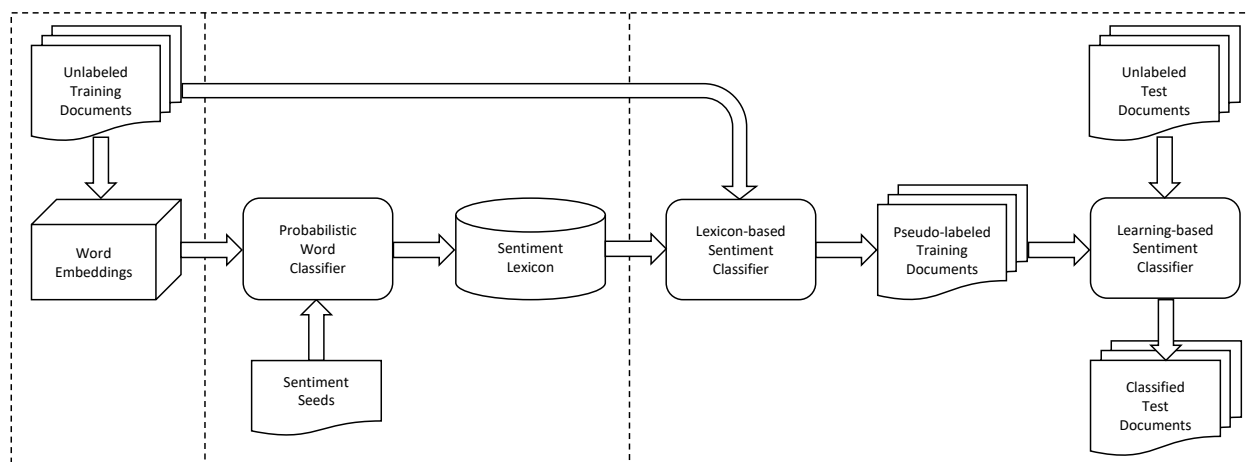 Unlabeled
Training
Documents
Unlabeled
Test
Documents
Word
Embeddings
Probabilistic
Word
Classifier
Sentiment
Lexicon
Lexicon-based
Sentiment
Classifier
Pseudo-labeled
Training
Documents
Learning-based
Sentiment
Classifier
Sentiment
Seeds
Classified
Test
Documents